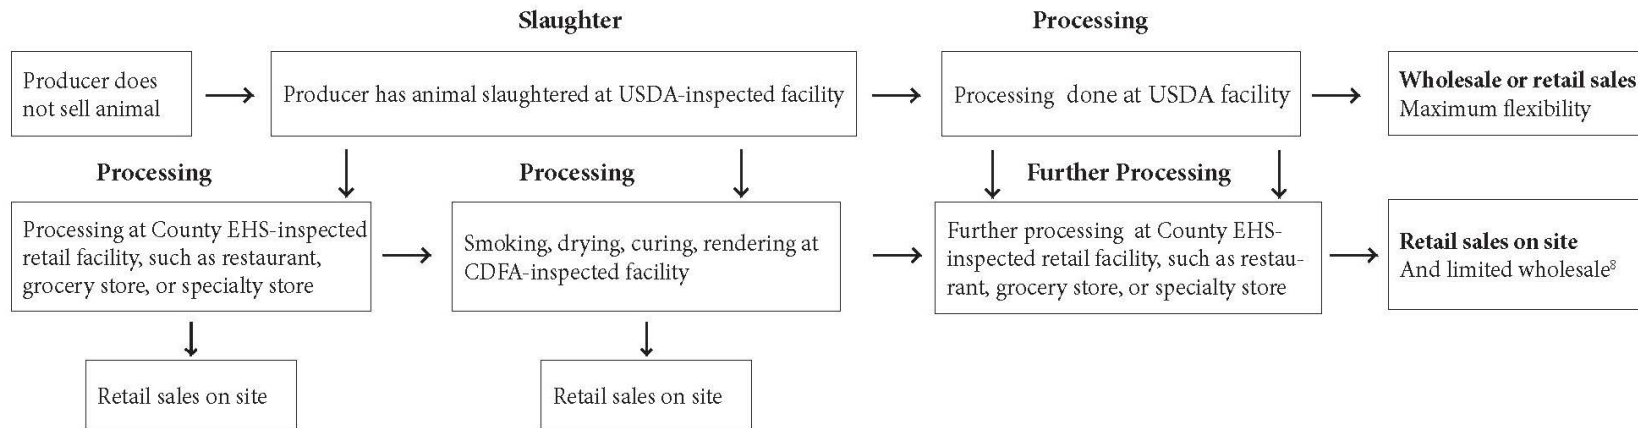 Slaughter
Processing
Producer does
not sell animal
Producer has animal slaughtered at USDA-inspected facility
Processing done at USDA facility
Wholesale or retail sales
Maximum flexibility
Processing
Processing
Further Processing
Processing at County EHS-inspected
retail facility, such as restaurant,
grocery store, or specialty store
Smoking, drying, curing, rendering at
CDFA-inspected facility
Further processing at County EHS-
inspected retail facility, such as restau-
rant, grocery store, or specialty store
Retail sales on site
And limited wholesale⁸
Retail sales on site
Retail sales on site